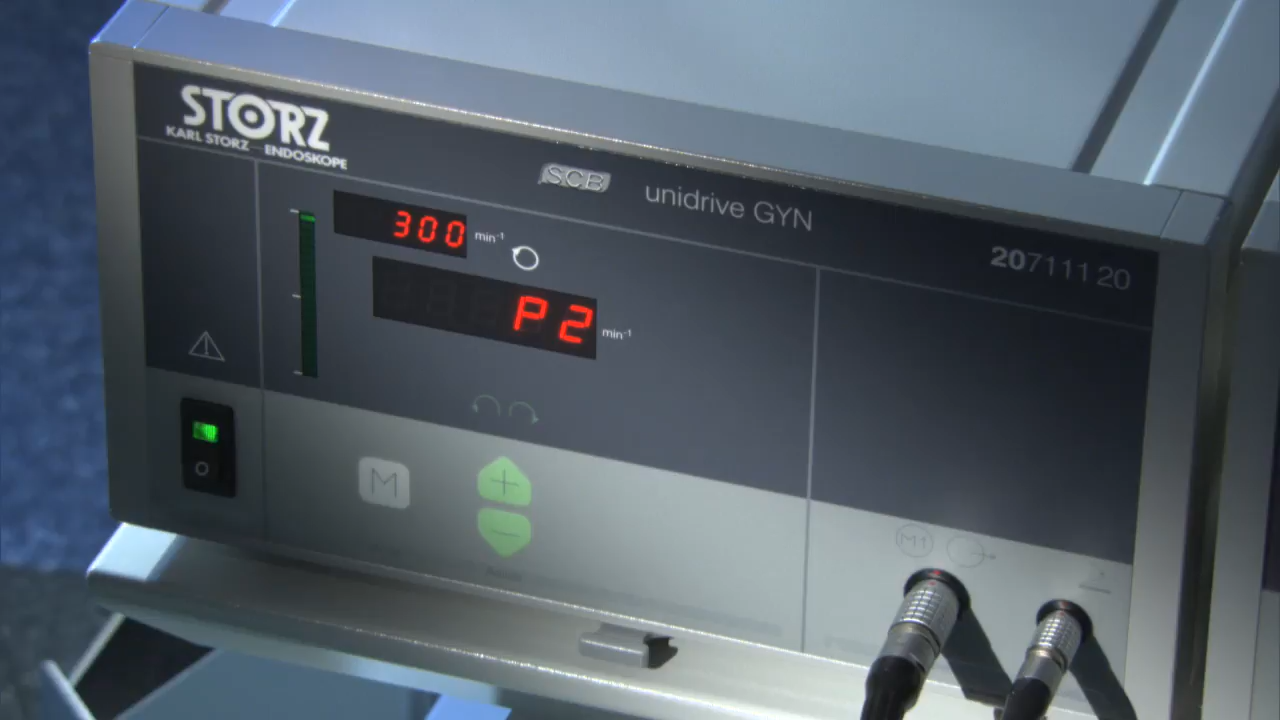 STORZ
KARL STORZ ENDOSKOPE
SCB
unidrive GYN
20711120
300 min-1
P2 min-1
M
+
−
O
M1